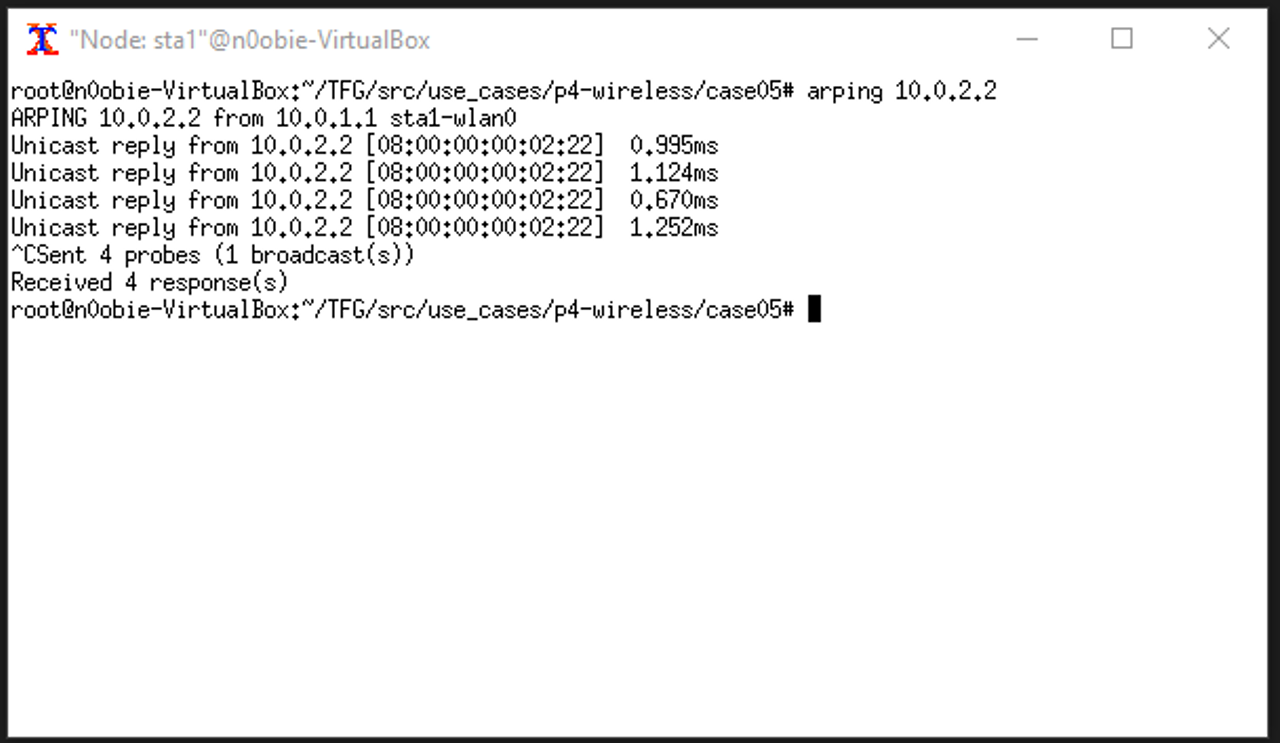 "Node: sta1"@n0obie-VirtualBox
root@n0obie-VirtualBox:~/TFG/src/use_cases/p4-wireless/case05# arping 10.0.2.2
ARPING 10.0.2.2 from 10.0.1.1 sta1-wlan0
Unicast reply from 10.0.2.2 [08:00:00:00:02:22]  0.995ms
Unicast reply from 10.0.2.2 [08:00:00:00:02:22]  1.124ms
Unicast reply from 10.0.2.2 [08:00:00:00:02:22]  0.670ms
Unicast reply from 10.0.2.2 [08:00:00:00:02:22]  1.252ms
^CSent 4 probes (1 broadcast(s))
Received 4 response(s)
root@n0obie-VirtualBox:~/TFG/src/use_cases/p4-wireless/case05#